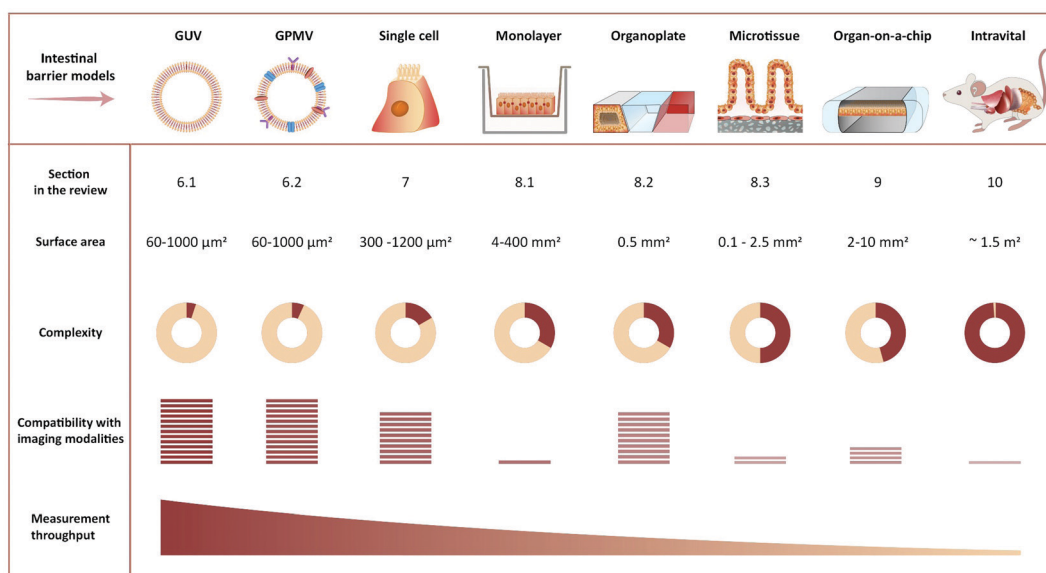 GUV
GPMV
Single cell
Monolayer
Organoplate
Microtissue
Organ-on-a-chip
Intravital
Intestinal
barrier models
Section
in the review
6.1
6.2
7
8.1
8.2
8.3
9
10
Surface area
60-1000 µm²
60-1000 µm²
300 -1200 µm²
4-400 mm²
0.5 mm²
0.1 - 2.5 mm²
2-10 mm²
~ 1.5 m²
Complexity
Compatibility with
imaging modalities
Measurement
throughput